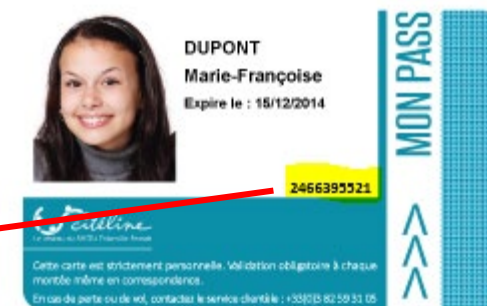 DUPONT
Marie-Françoise
Expire le : 15/12/2014
MON PASS >>>
2466395521
citéline
Cette carte est strictement personnelle. Validation obligatoire à chaque
montée même en correspondance.
En cas de perte ou de vol, contactez le service clientèle : +33(0)3 82 59 31 05